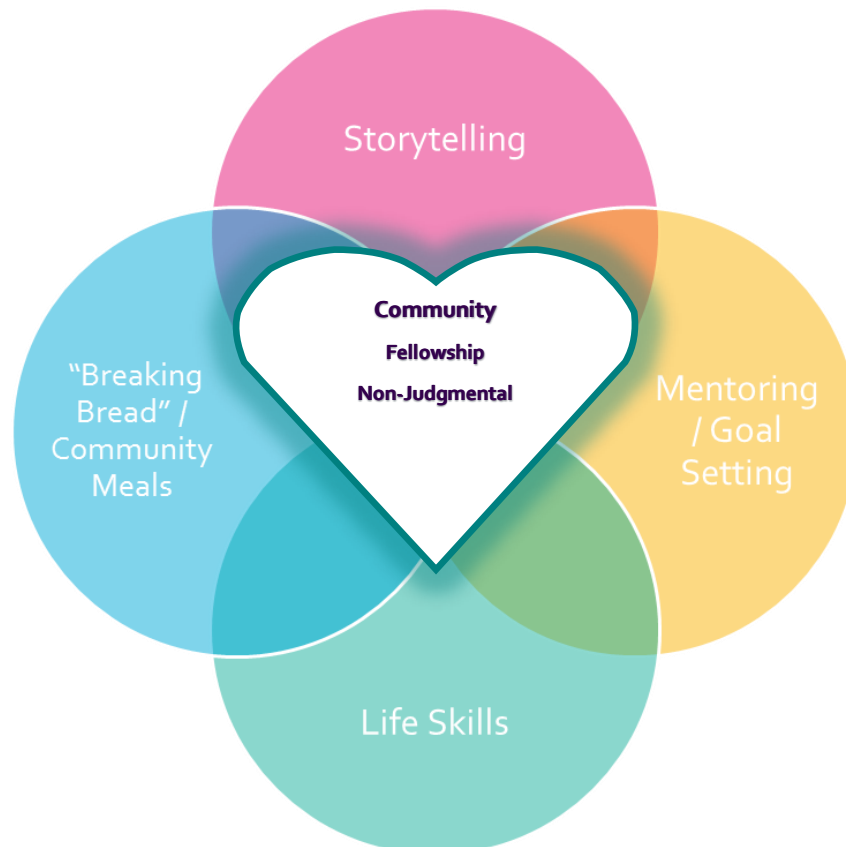 Storytelling
Community
Fellowship
Non-Judgmental
“Breaking
Bread” /
Community
Meals
Mentoring
/ Goal
Setting
Life Skills